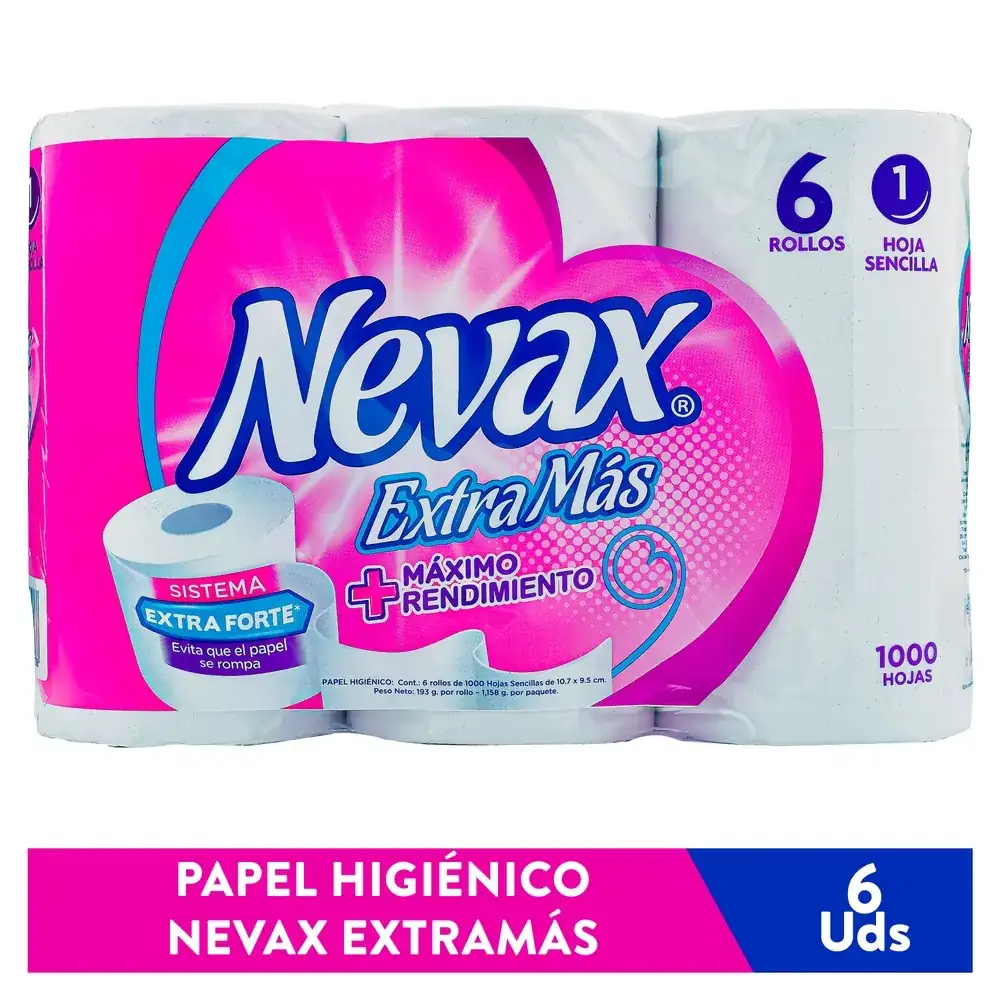 6
ROLLOS
1
HOJA
SENCILLA
Nevax®
ExtraMás
+ MÁXIMO
RENDIMIENTO
SISTEMA
EXTRA FORTE*
Evita que el papel
se rompa
PAPEL HIGIÉNICO: Cont.: 6 rollos de 1000 Hojas Sencillas de 10.7 x 9.5 cm.
Peso Neto: 193 g. por rollo - 1,158 g. por paquete.
1000
HOJAS
PAPEL HIGIÉNICO
NEVAX EXTRAMÁS
6
Uds